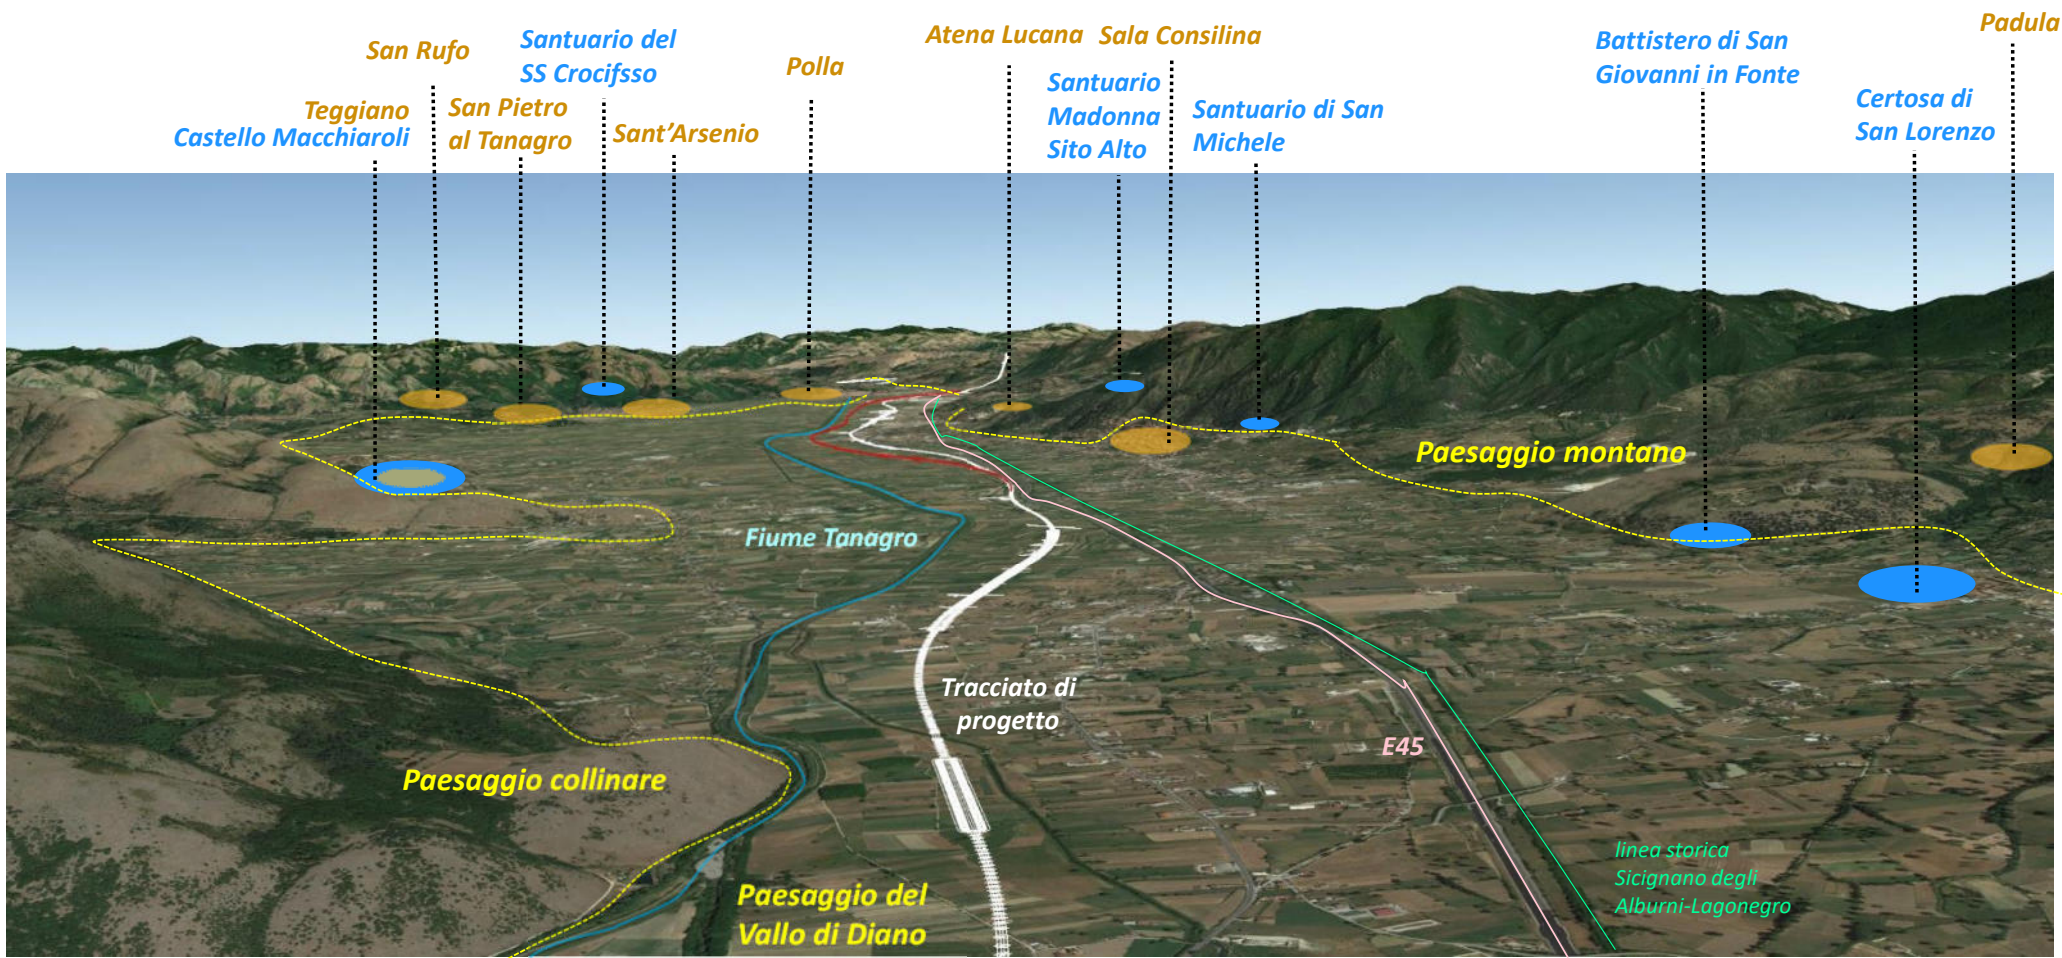 San Rufo
Santuario del
SS Crocifsso
Polla
Atena Lucana
Sala Consilina
Battistero di San
Giovanni in Fonte
Padula
Teggiano
Castello Macchiaroli
San Pietro
al Tanagro
Sant'Arsenio
Santuario
Madonna
Sito Alto
Santuario di San
Michele
Certosa di
San Lorenzo
Paesaggio montano
Fiume Tanagro
Tracciato di
progetto
E45
Paesaggio collinare
linea storica
Sicignano degli
Alburni-Lagonegro
Paesaggio del
Vallo di Diano